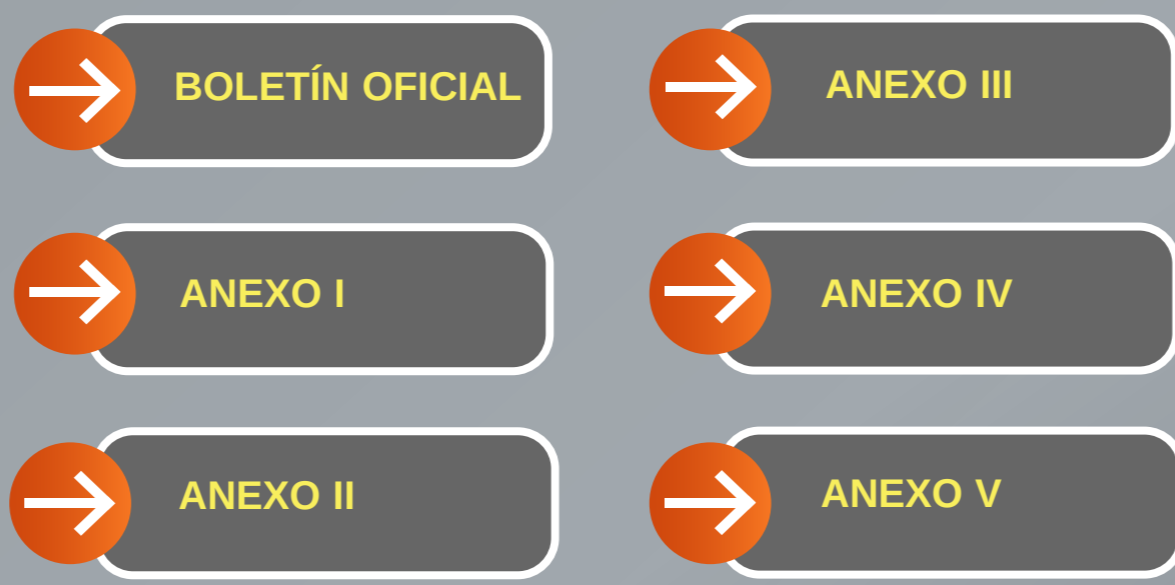 BOLETÍN OFICIAL
ANEXO I
ANEXO II
ANEXO III
ANEXO IV
ANEXO V